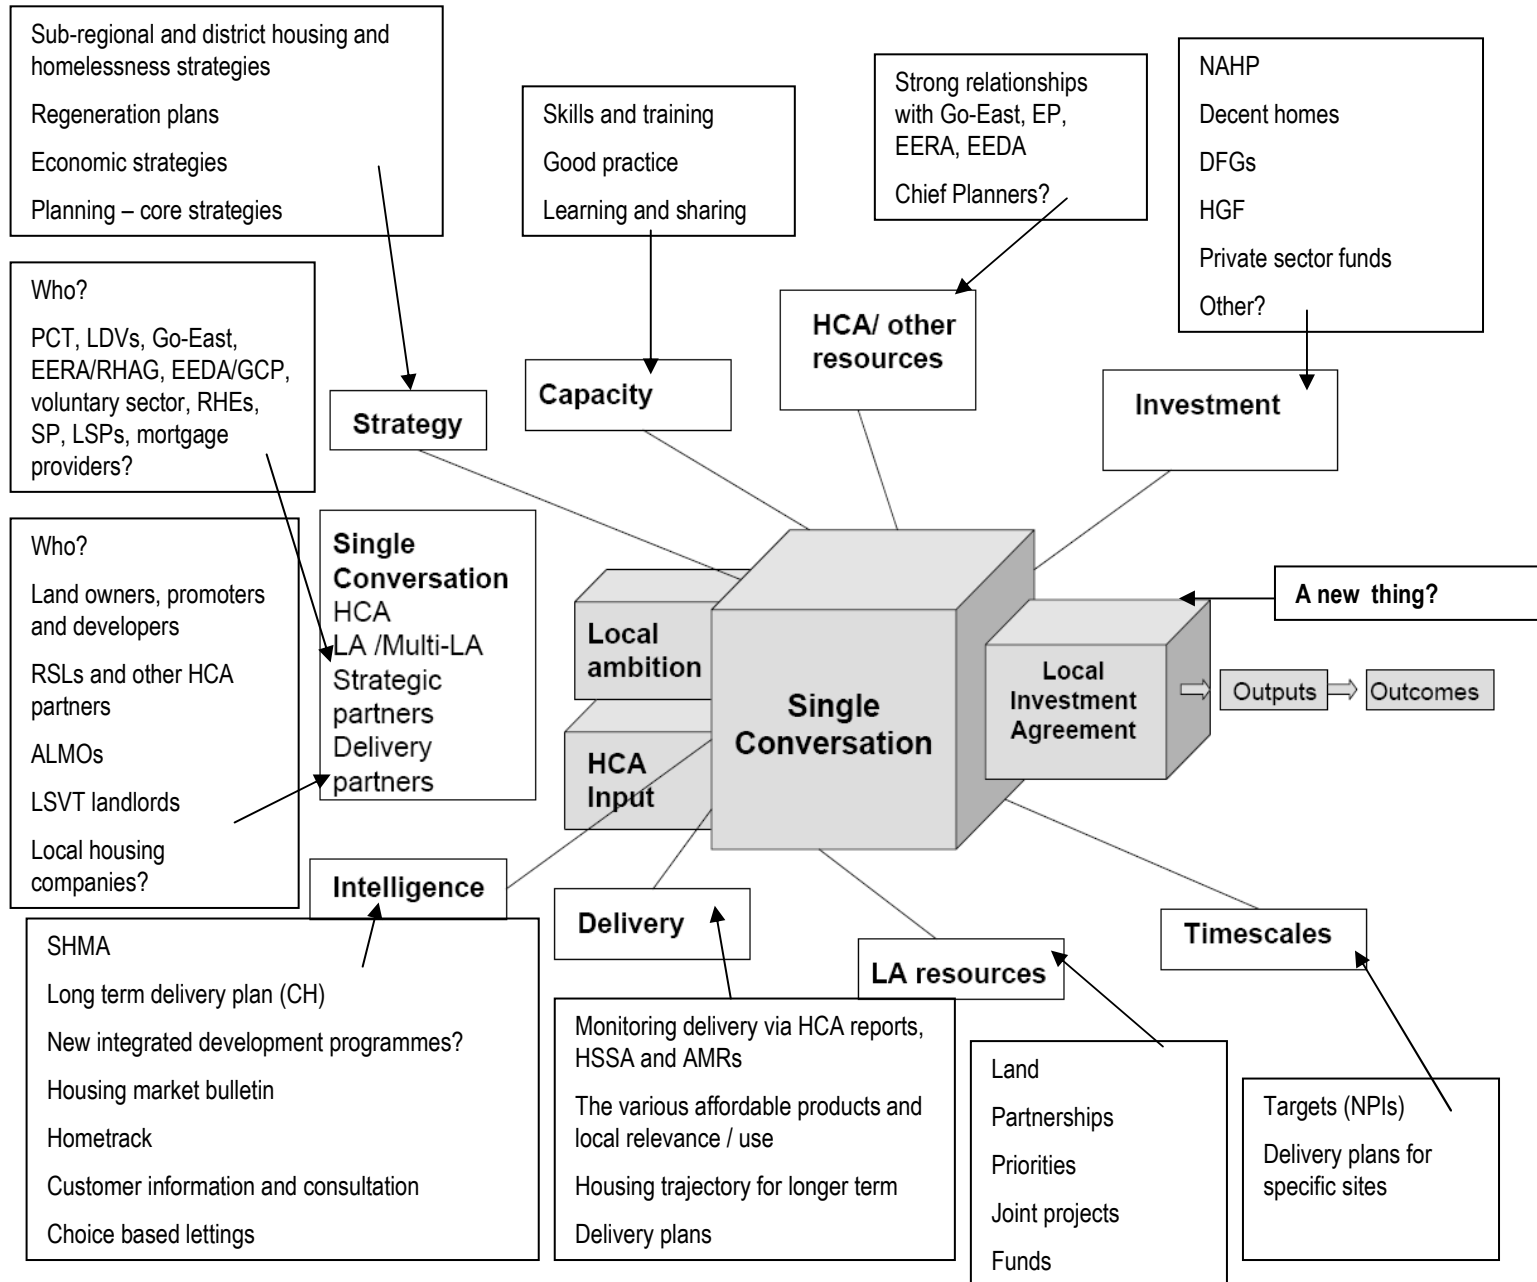 Sub-regional and district housing and
homelessness strategies
Regeneration plans
Economic strategies
Planning – core strategies
Skills and training
Good practice
Learning and sharing
Strong relationships
with Go-East, EP,
EERA, EEDA
Chief Planners?
NAHP
Decent homes
DFGs
HGF
Private sector funds
Other?
Who?
PCT, LDVs, Go-East,
EERA/RHAG, EEDA/GCP,
voluntary sector, RHEs,
SP, LSPs, mortgage
providers?
Strategy
Capacity
HCA/ other
resources
Investment
Who?
Land owners, promoters
and developers
RSLs and other HCA
partners
ALMOs
LSVT landlords
Local housing
companies?
Single
Conversation
HCA
LA /Multi-LA
Strategic
partners
Delivery
partners
Local
ambition
HCA
Input
Single
Conversation
A new thing?
Local
Investment
Agreement
Outputs
Outcomes
Intelligence
Delivery
LA resources
Timescales
SHMA
Long term delivery plan (CH)
New integrated development programmes?
Housing market bulletin
Hometrack
Customer information and consultation
Choice based lettings
Monitoring delivery via HCA reports,
HSSA and AMRs
The various affordable products and
local relevance / use
Housing trajectory for longer term
Delivery plans
Land
Partnerships
Priorities
Joint projects
Funds
Targets (NPIs)
Delivery plans for
specific sites